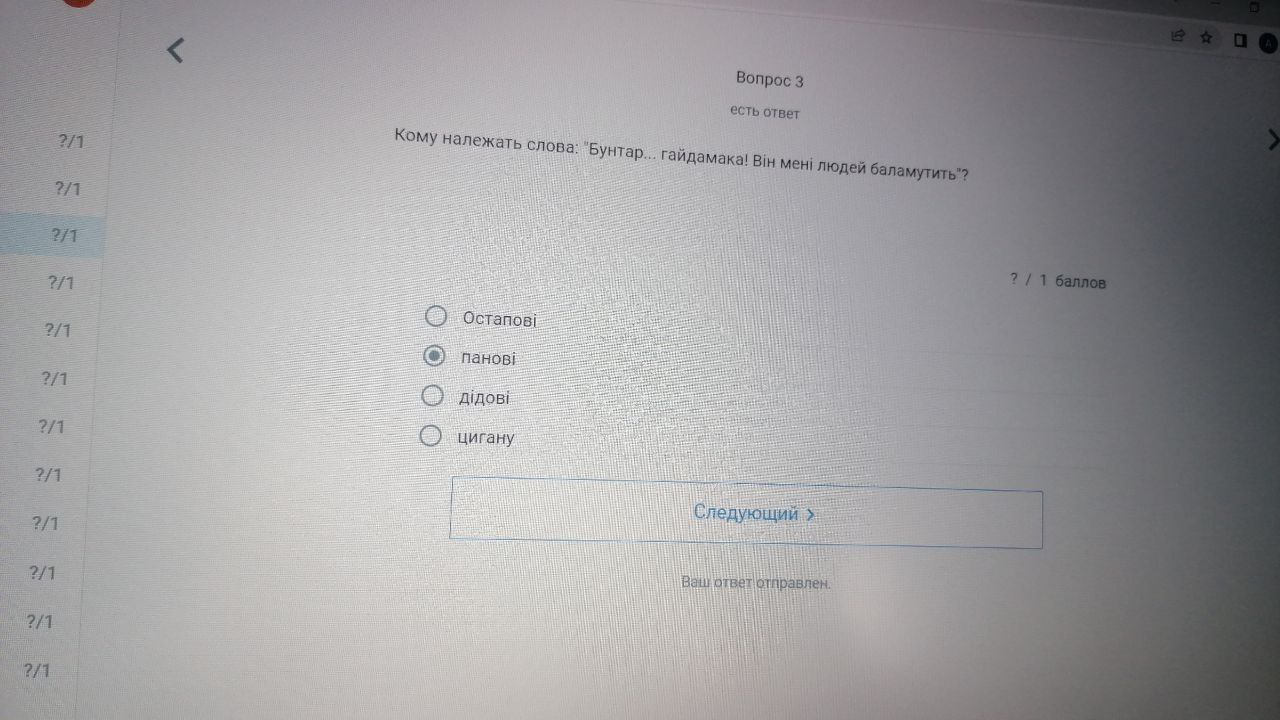 Вопрос 3
есть ответ
Кому належать слова: "Бунтар... гайдамака! Він мені людей баламутить"?
? / 1 баллов
Остапові
панові
дідові
цигану
Следующий
Ваш ответ отправлен.
?/1
?/1
?/1
?/1
?/1
?/1
?/1
?/1
?/1
?/1
?/1
?/1